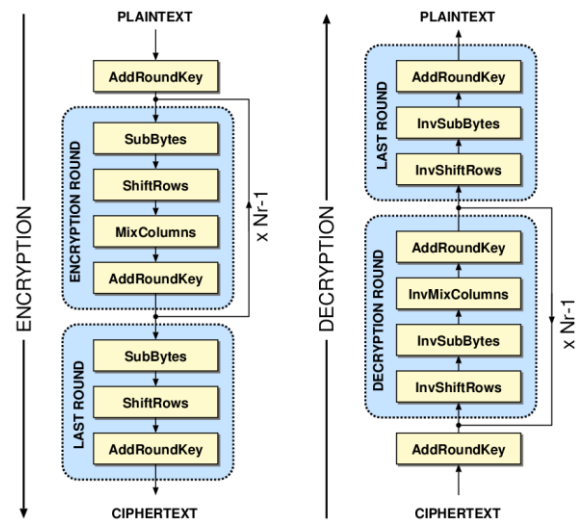 PLAINTEXT
AddRoundKey
SubBytes
ShiftRows
MixColumns
AddRoundKey
ENCRYPTION ROUND
x Nr-1
SubBytes
ShiftRows
AddRoundKey
LAST ROUND
CIPHERTEXT
ENCRYPTION
PLAINTEXT
AddRoundKey
InvSubBytes
InvShiftRows
LAST ROUND
AddRoundKey
InvMixColumns
InvSubBytes
InvShiftRows
DECRYPTION ROUND
x Nr-1
AddRoundKey
CIPHERTEXT
DECRYPTION